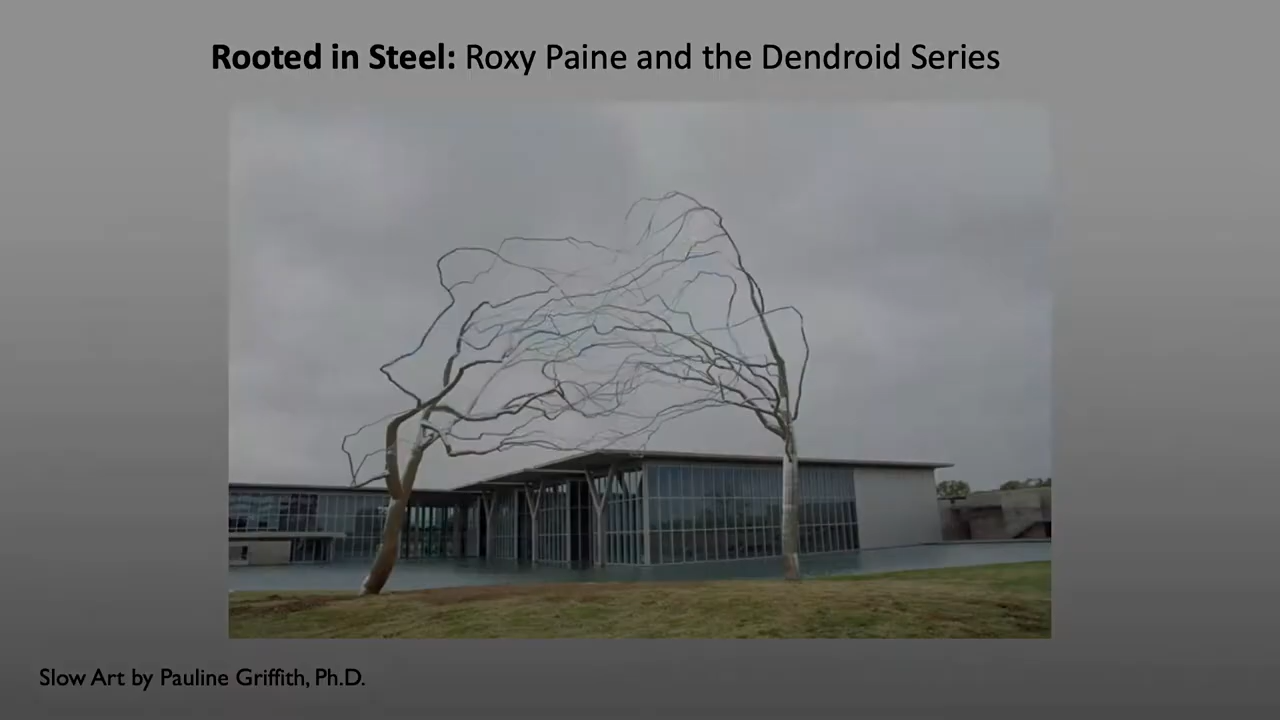 Rooted in Steel: Roxy Paine and the Dendroid Series
Slow Art by Pauline Griffith, Ph.D.